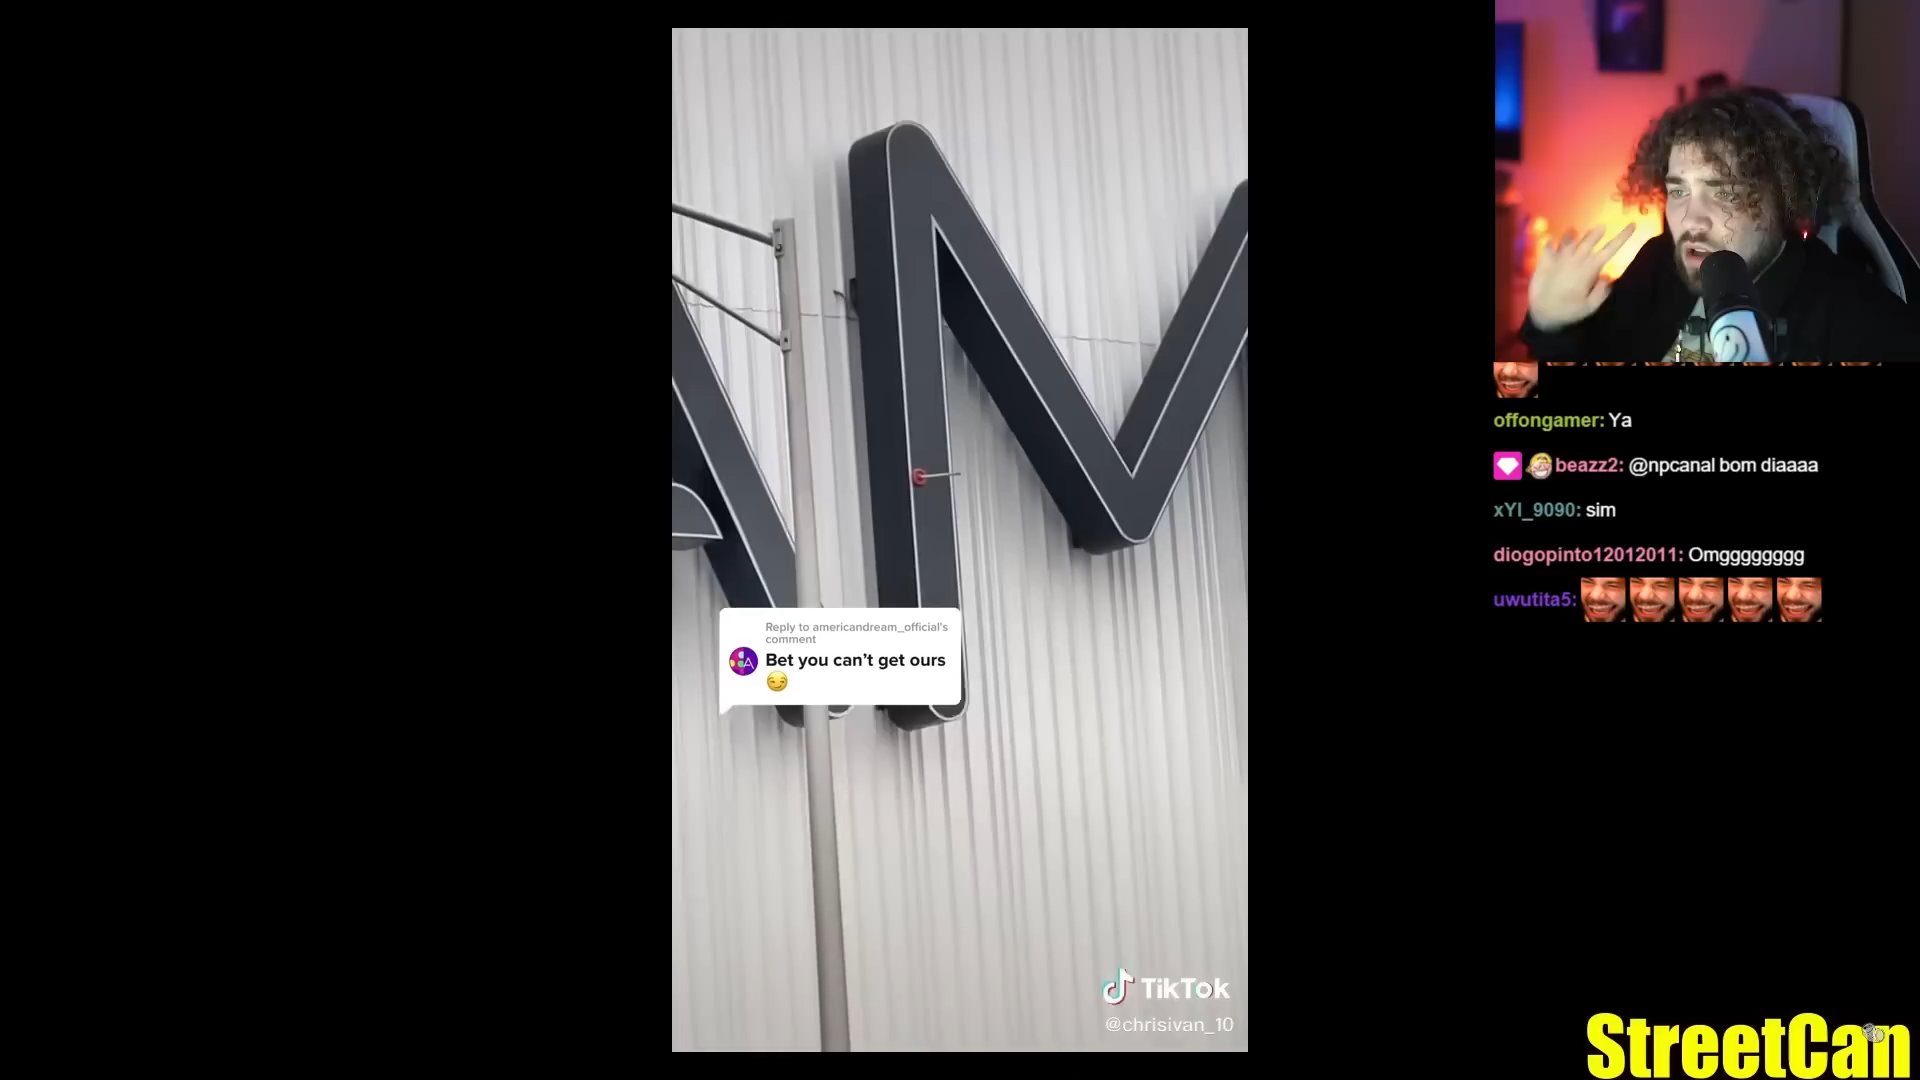 Reply to americandream_official's
comment
Bet you can’t get ours
😏
TikTok
@chrisivan_10
offongamer: Ya
beazz2: @npcanal bom diaaaa
xYI_9090: sim
diogopinto12012011: Omggggggggg
uwutita5:
StreetCan